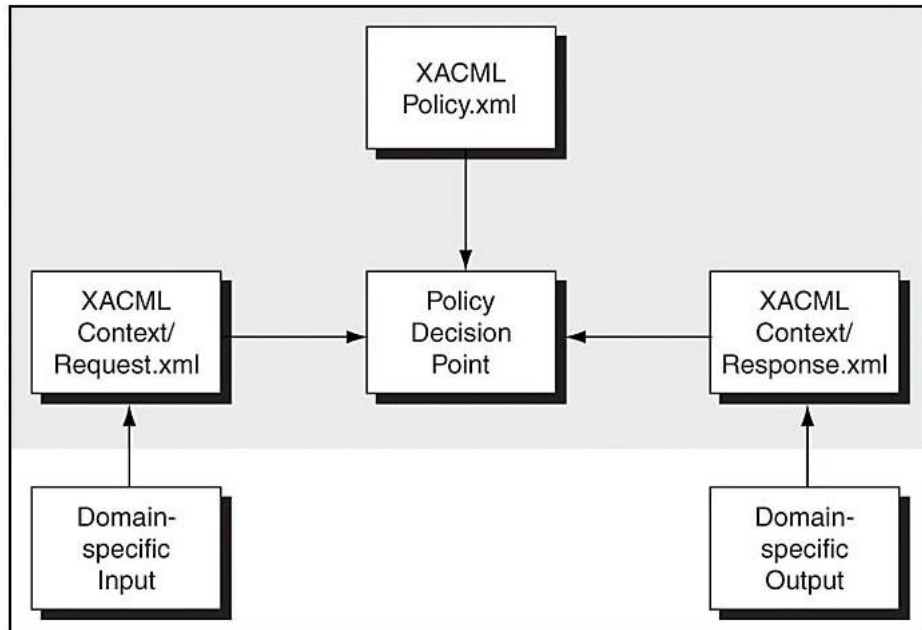 XACML
Policy.xml
XACML
Context/
Request.xml
Policy
Decision
Point
XACML
Context/
Response.xml
Domain-
specific
Input
Domain-
specific
Output